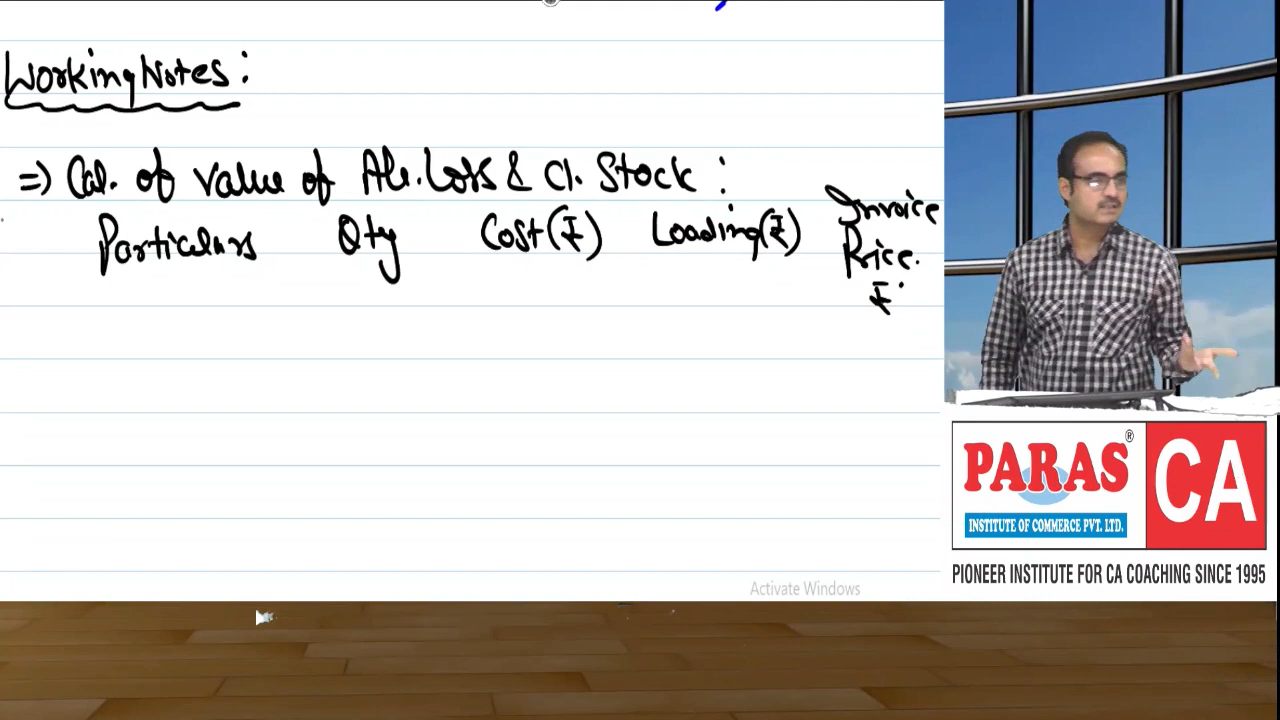 Working Notes:
=) Cal. of value of Ab. Loss & Cl. Stock:
Particulars Qty Cost(₹) Loading(₹) Invoice Price. ₹
PARAS®
CA
INSTITUTE OF COMMERCE PVT. LTD.
PIONEER INSTITUTE FOR CA COACHING SINCE 1995
Activate Windows